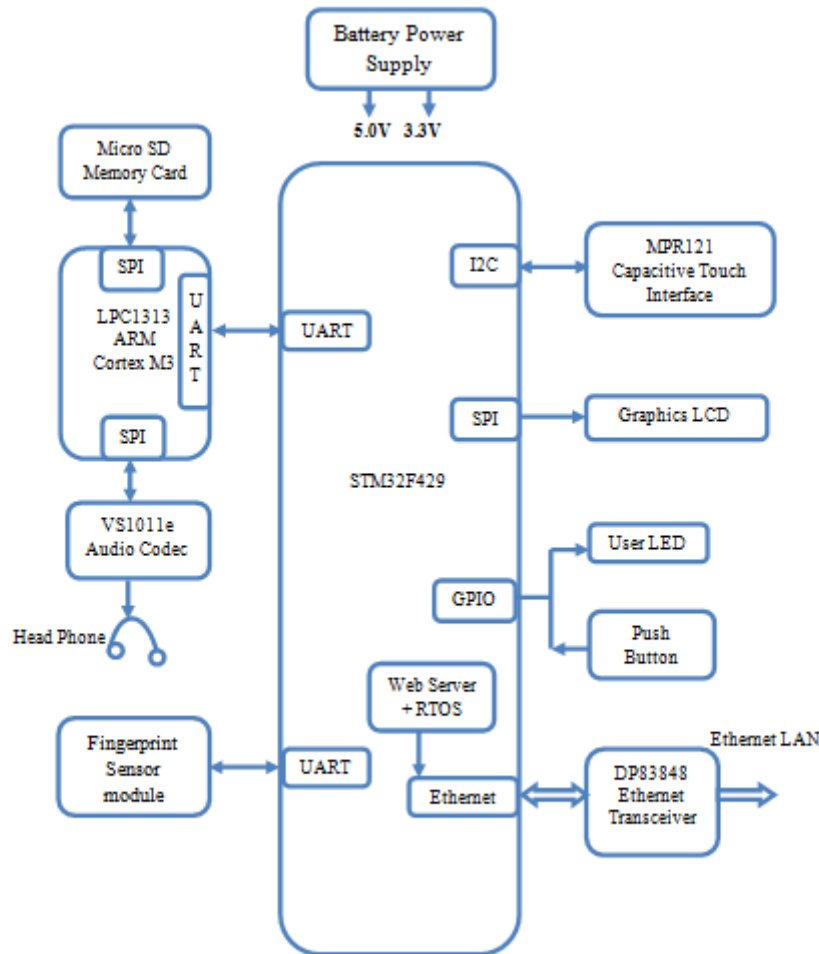 Battery Power
Supply
5.0V 3.3V
Micro SD
Memory Card
SPI
LPC1313
ARM
Cortex M3
U
A
R
T
SPI
VS1011e
Audio Codec
Head Phone
Fingerprint
Sensor
module
UART
UART
STM32F429
I2C
SPI
GPIO
Web Server
+ RTOS
Ethernet
MPR121
Capacitive Touch
Interface
Graphics LCD
User LED
Push
Button
Ethernet LAN
DP83848
Ethernet
Transceiver